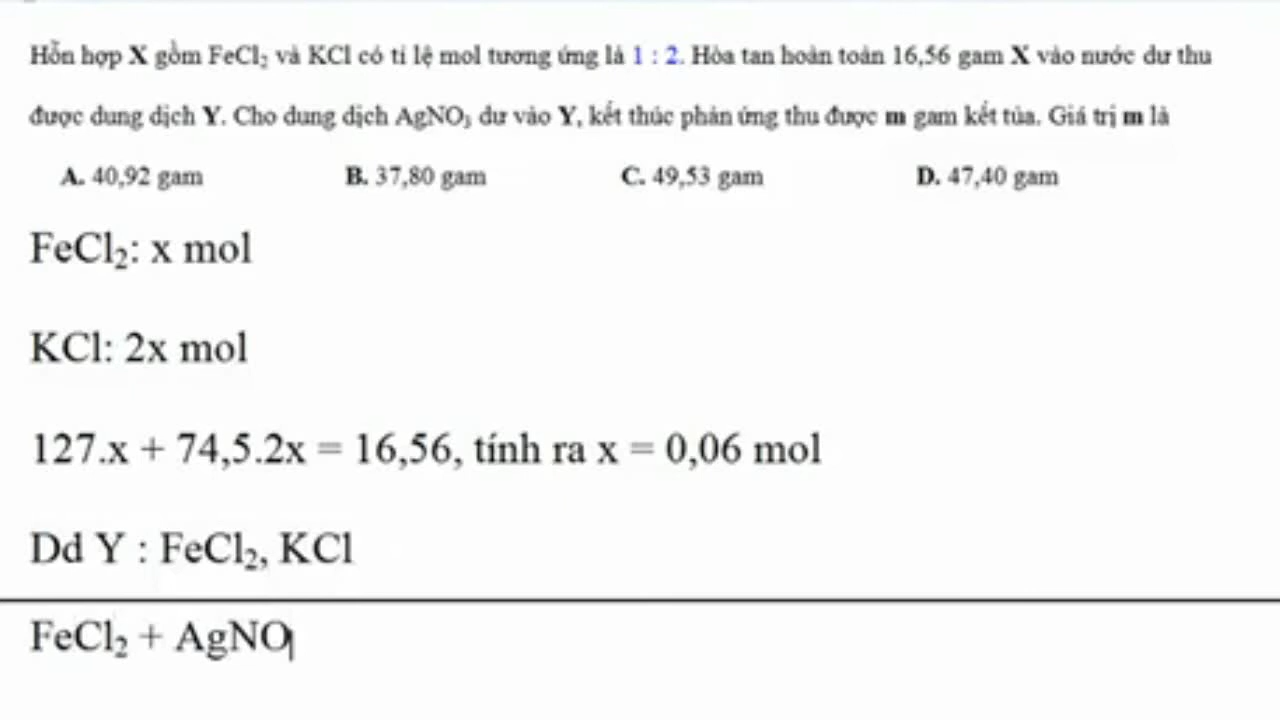 Hỗn hợp X gồm FeCl₂ và KCl có tỉ lệ mol tương ứng là 1 : 2. Hòa tan hoàn toàn 16,56 gam X vào nước dư thu
được dung dịch Y. Cho dung dịch AgNO₃ dư vào Y, kết thúc phản ứng thu được m gam kết tủa. Giá trị m là
A. 40,92 gam B. 37,80 gam C. 49,53 gam D. 47,40 gam
FeCl₂: x mol
KCl: 2x mol
127.x + 74,5.2x = 16,56, tính ra x = 0,06 mol
Dd Y : FeCl₂, KCl
FeCl₂ + AgNO